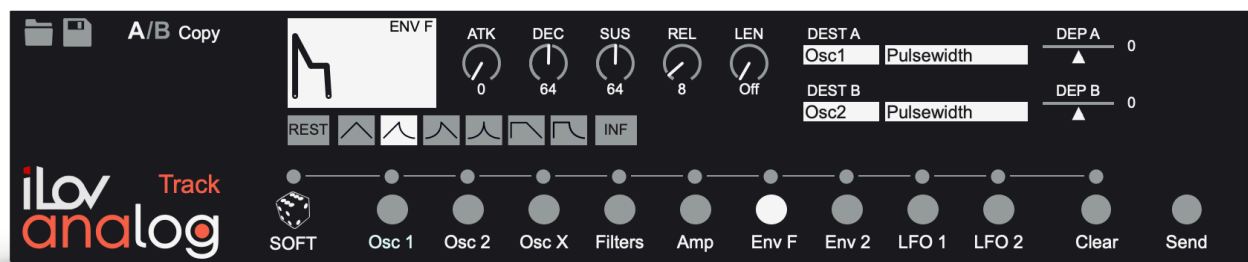 A/B Copy
ENV F
ATK DEC SUS REL LEN
0 64 64 8 Off
DEST A DEP A
Osc1 Pulsewidth 0
DEST B DEP B
Osc2 Pulsewidth 0
REST INF
iLov Track
analog
SOFT Osc 1 Osc 2 Osc X Filters Amp Env F Env 2 LFO 1 LFO 2 Clear Send